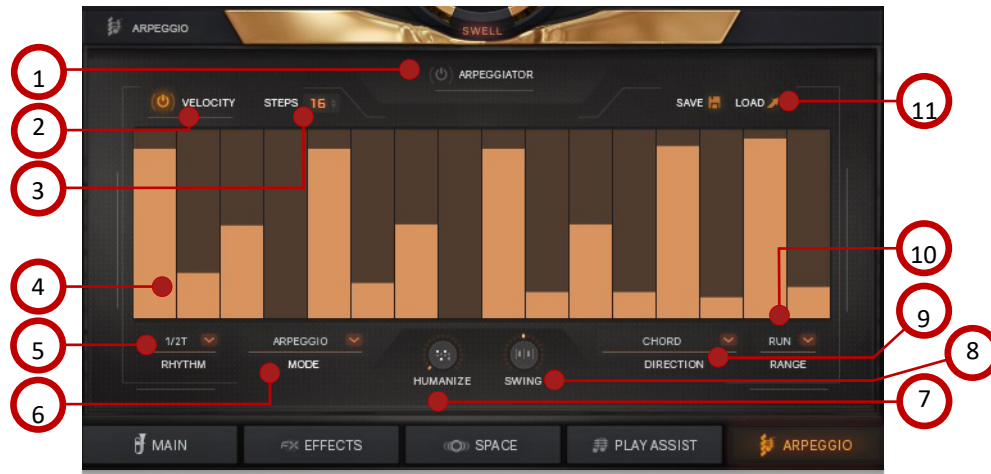 ARPEGGIO
SWELL
1
ARPEGGIATOR
2
VELOCITY
STEPS 16
SAVE
LOAD
11
3
4
10
5
1/2T
RHYTHM
ARPEGGIO
MODE
HUMANIZE
SWING
CHORD
DIRECTION
RUN
RANGE
9
8
6
7
MAIN
FX EFFECTS
SPACE
PLAY ASSIST
ARPEGGIO